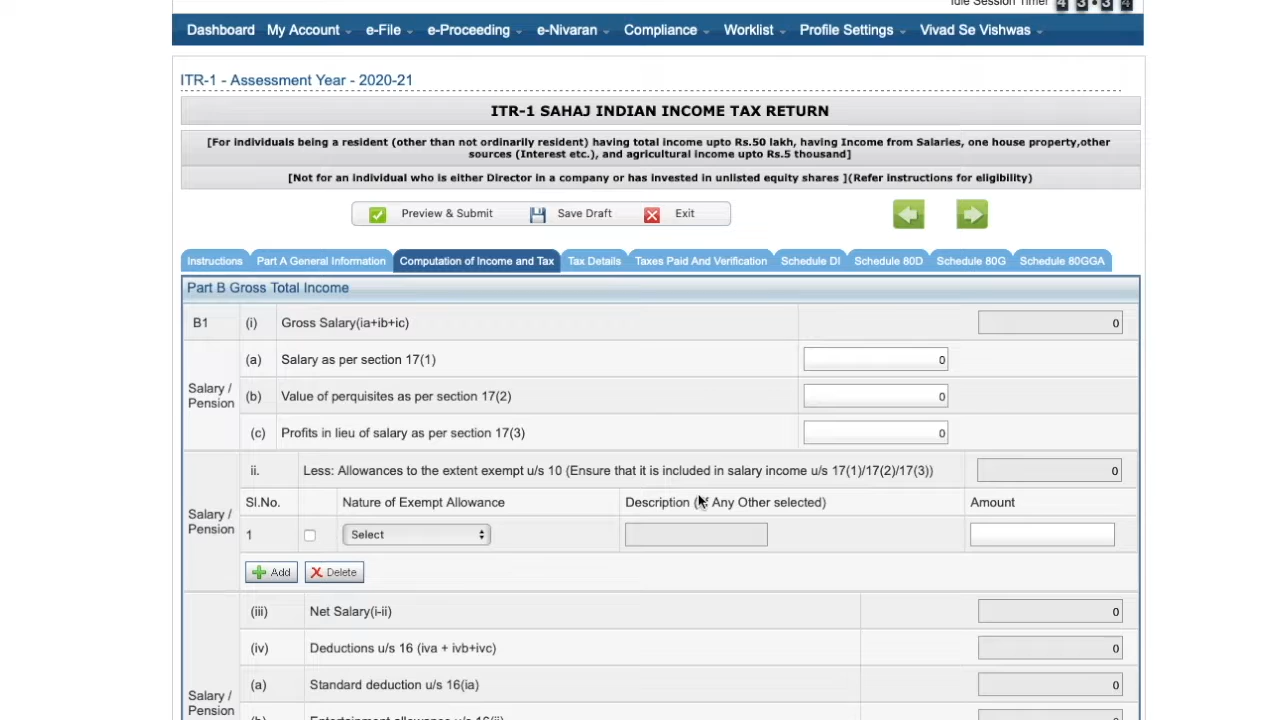 Idle Session Timer 4 3 : 3 4
Dashboard My Account e-File e-Proceeding e-Nivaran Compliance Worklist Profile Settings Vivad Se Vishwas
ITR-1 - Assessment Year - 2020-21
ITR-1 SAHAJ INDIAN INCOME TAX RETURN
[For individuals being a resident (other than not ordinarily resident) having total income upto Rs.50 lakh, having Income from Salaries, one house property,other
sources (Interest etc.), and agricultural income upto Rs.5 thousand]
[Not for an individual who is either Director in a company or has invested in unlisted equity shares ](Refer instructions for eligibility)
Preview & Submit Save Draft Exit
Instructions Part A General Information Computation of Income and Tax Tax Details Taxes Paid And Verification Schedule DI Schedule 80D Schedule 80G Schedule 80GGA
Part B Gross Total Income
B1 (i) Gross Salary(ia+ib+ic) 0
(a) Salary as per section 17(1) 0
Salary /
Pension
(b) Value of perquisites as per section 17(2) 0
(c) Profits in lieu of salary as per section 17(3) 0
ii. Less: Allowances to the extent exempt u/s 10 (Ensure that it is included in salary income u/s 17(1)/17(2)/17(3)) 0
Salary /
Pension
Sl.No. Nature of Exempt Allowance Description ( Any Other selected) Amount
1 Select
Add Delete
(iii) Net Salary(i-ii) 0
(iv) Deductions u/s 16 (iva + ivb+ivc) 0
(a) Standard deduction u/s 16(ia) 0
Salary /
Pension
(b) Entertainment allowance u/s 16(ii) 0